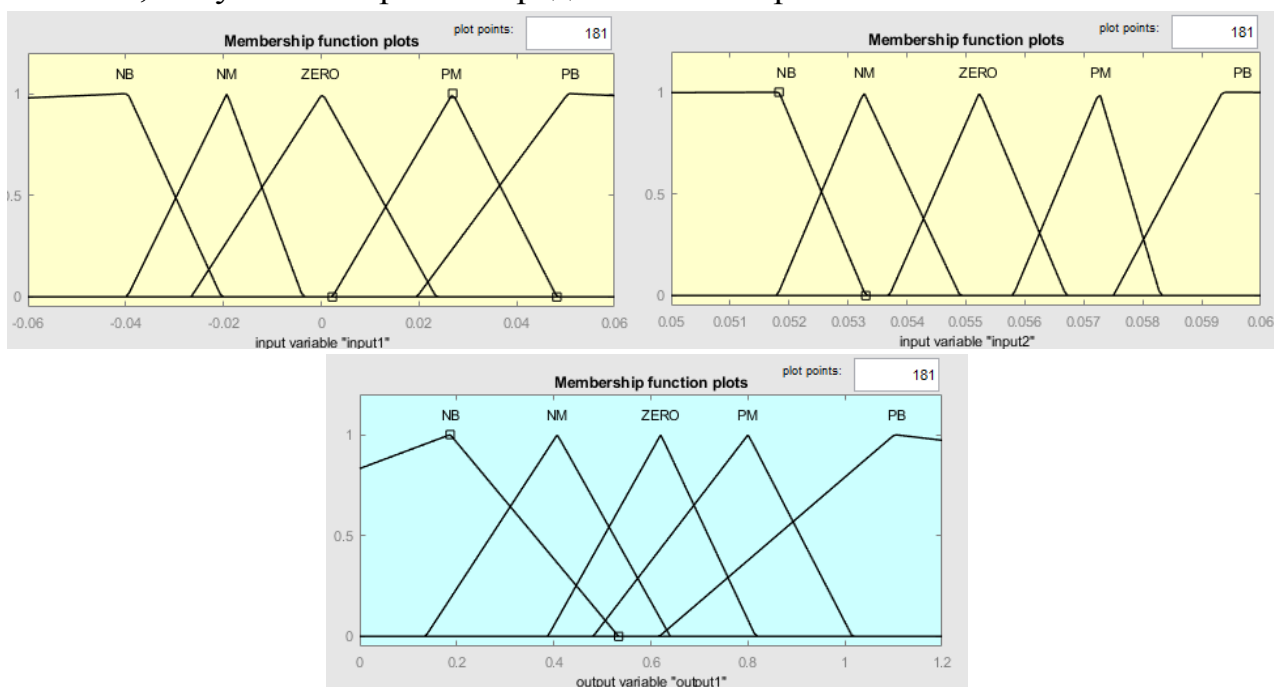 plot points: 181
Membership function plots
NB NM ZERO PM PB
1
0.5
0
-0.06 -0.04 -0.02 0 0.02 0.04 0.06
input variable "input1"
plot points: 181
Membership function plots
NB NM ZERO PM PB
1
0.5
0
0.05 0.051 0.052 0.053 0.054 0.055 0.056 0.057 0.058 0.059 0.06
input variable "input2"
plot points: 181
Membership function plots
NB NM ZERO PM PB
1
0.5
0
0 0.2 0.4 0.6 0.8 1 1.2
output variable "output1"